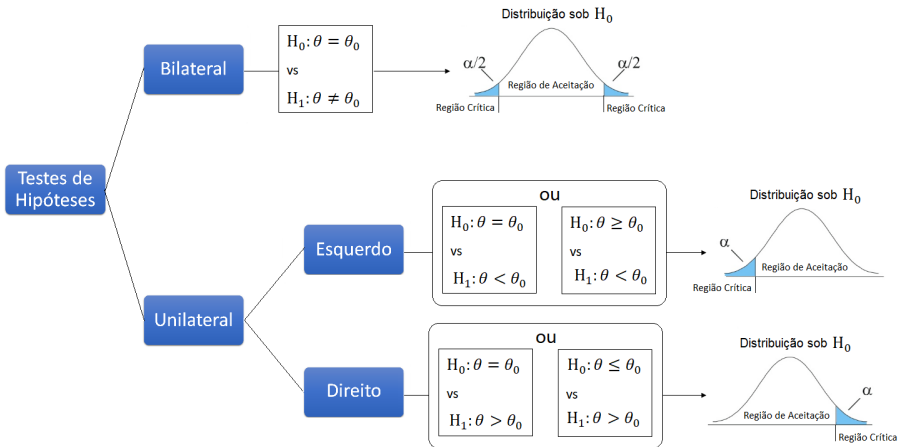 Testes de
Hipóteses
Bilateral
H₀: θ = θ₀
vs
H₁: θ ≠ θ₀
Distribuição sob H₀
α/2
α/2
Região de Aceitação
Região Crítica
Região Crítica
Unilateral
Esquerdo
ou
H₀: θ = θ₀
vs
H₁: θ < θ₀
H₀: θ ≥ θ₀
vs
H₁: θ < θ₀
Distribuição sob H₀
α
Região de Aceitação
Região Crítica
Direito
ou
H₀: θ = θ₀
vs
H₁: θ > θ₀
H₀: θ ≤ θ₀
vs
H₁: θ > θ₀
Distribuição sob H₀
α
Região de Aceitação
Região Crítica